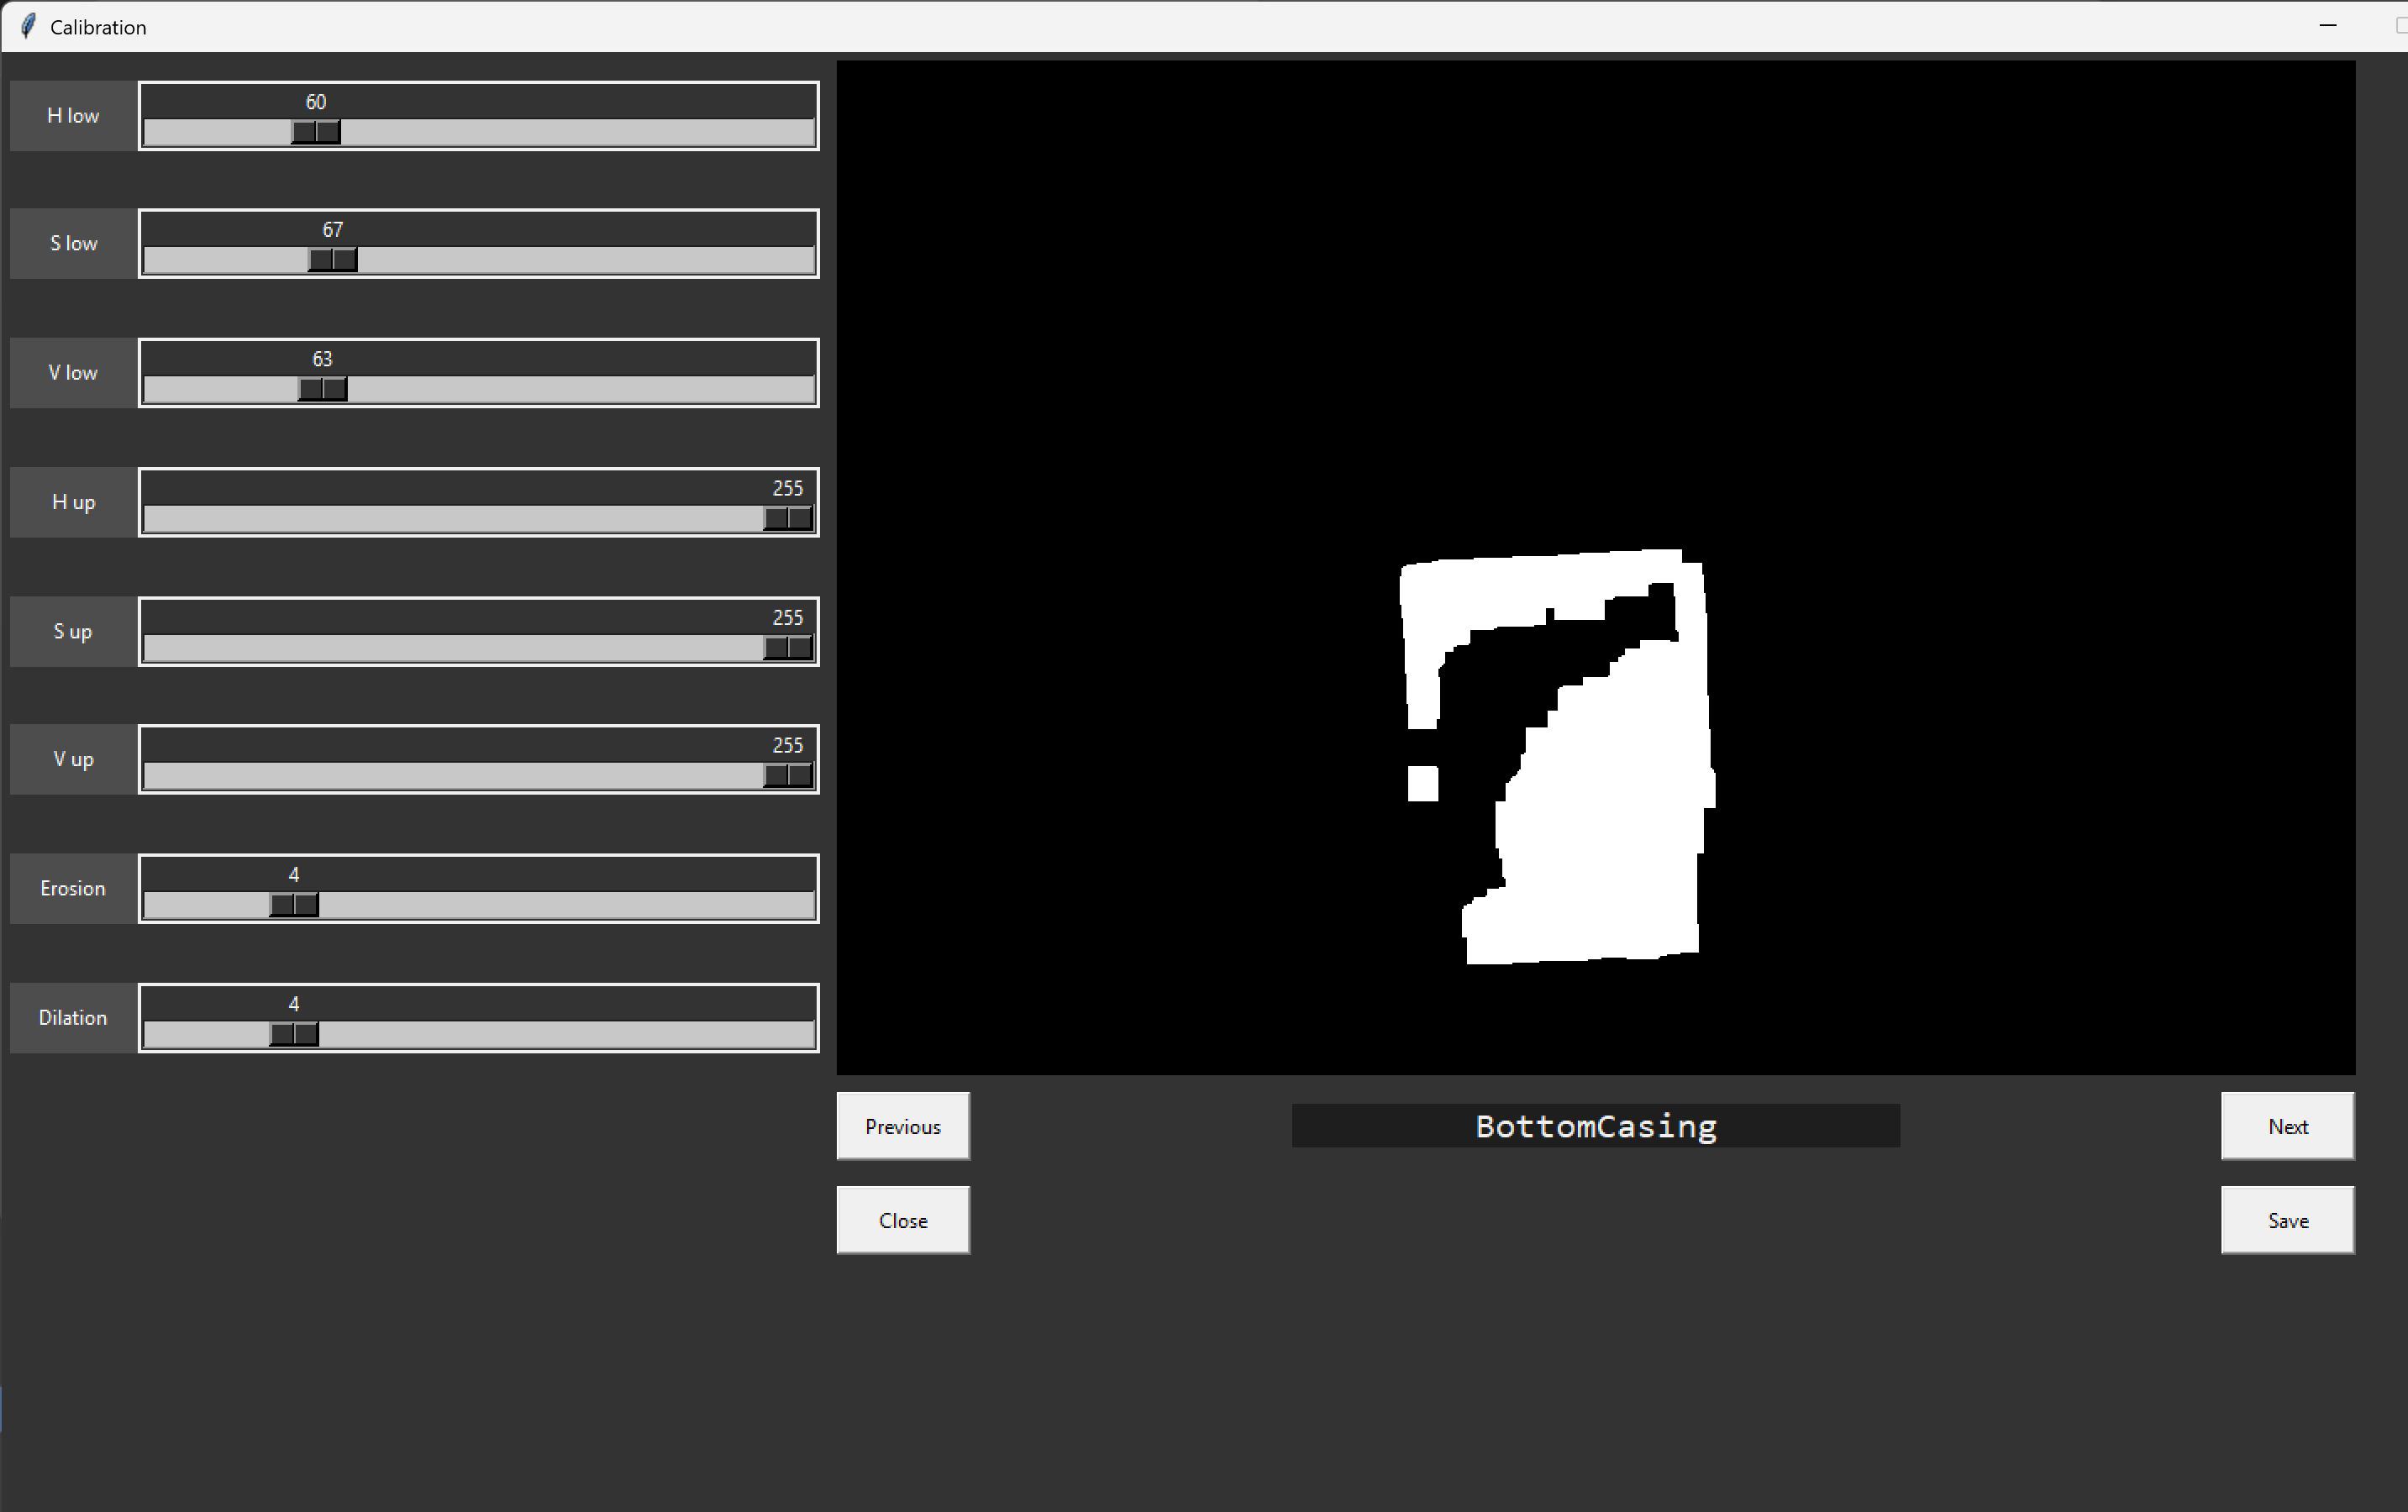 Calibration
H low
60
S low
67
V low
63
H up
255
S up
255
V up
255
Erosion
4
Dilation
4
Previous
BottomCasing
Next
Close
Save